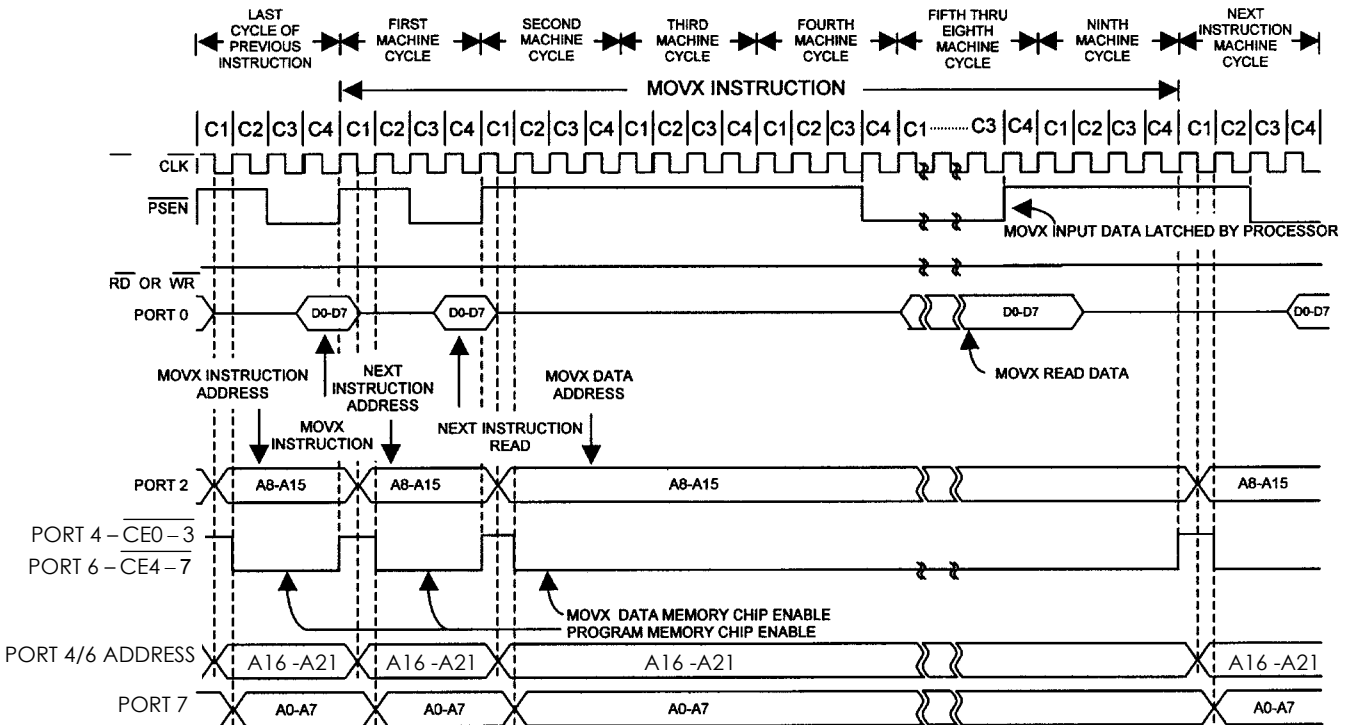 LAST
CYCLE OF
PREVIOUS
INSTRUCTION
FIRST
MACHINE
CYCLE
SECOND
MACHINE
CYCLE
THIRD
MACHINE
CYCLE
FOURTH
MACHINE
CYCLE
FIFTH THRU
EIGHTH
MACHINE
CYCLE
NINTH
MACHINE
CYCLE
NEXT
INSTRUCTION
MACHINE
CYCLE
MOVX INSTRUCTION
C1 C2 C3 C4 C1 C2 C3 C4 C1 C2 C3 C4 C1 C2 C3 C4 C1 C2 C3 C4 C1 ........ C3 C4 C1 C2 C3 C4 C1 C2 C3 C4
CLK
PSEN
MOVX INPUT DATA LATCHED BY PROCESSOR
RD OR WR
PORT 0
D0-D7
D0-D7
D0-D7
D0-D7
MOVX INSTRUCTION
ADDRESS
NEXT
INSTRUCTION
ADDRESS
MOVX DATA
ADDRESS
MOVX READ DATA
MOVX
INSTRUCTION
NEXT INSTRUCTION
READ
PORT 2
A8-A15
A8-A15
A8-A15
A8-A15
PORT 4 – CE0 – 3
PORT 6 – CE4 – 7
MOVX DATA MEMORY CHIP ENABLE
PROGRAM MEMORY CHIP ENABLE
PORT 4/6 ADDRESS
A16 -A21
A16 -A21
A16 -A21
A16 -A21
PORT 7
A0-A7
A0-A7
A0-A7
A0-A7